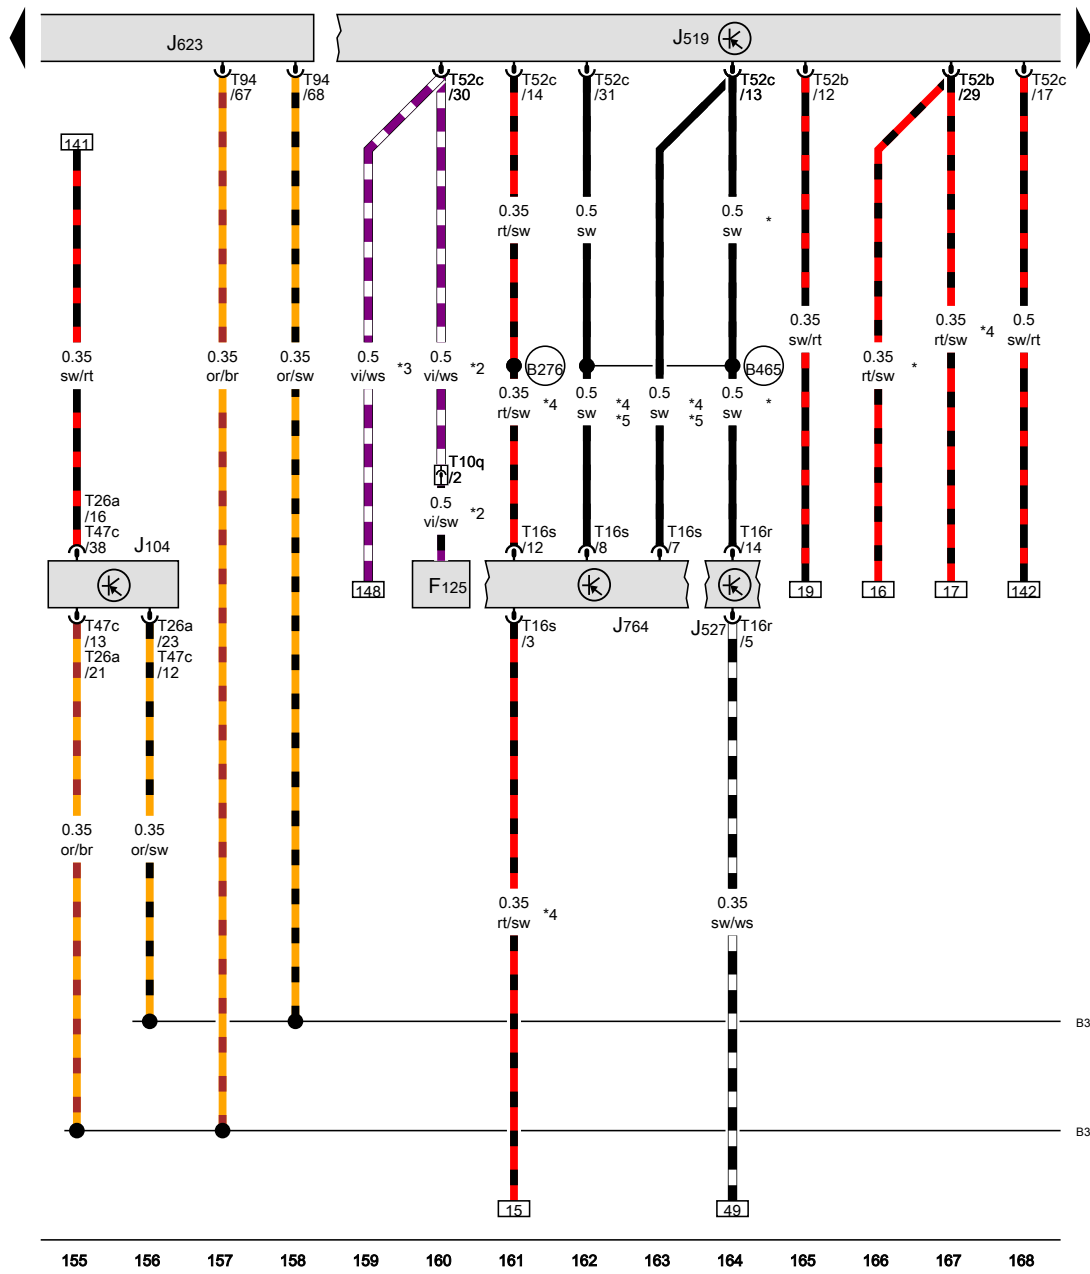 J623
J519
T94
/67
T94
/68
T52c
/30
T52c
/14
T52c
/31
T52c
/13
T52b
/12
T52b
/29
T52c
/17
141
0.35
rt/sw
0.5
sw
0.5
sw
*
0.35
sw/rt
0.35
rt/sw
*4
0.5
sw/rt
0.35
sw/rt
0.35
or/br
0.35
or/sw
0.5
vi/ws
*3
0.5
vi/ws
*2
B276
B465
0.35
rt/sw
*
0.35
rt/sw
*4
0.5
sw
*4
*5
0.5
sw
*4
*5
0.5
sw
*
T10q
/2
0.5
vi/sw
*2
T26a
/16
T47c
/38
J104
T16s
/12
T16s
/8
T16s
/7
T16r
/14
148
F125
19
16
17
142
T47c
/13
T26a
/21
T26a
/23
T47c
/12
T16s
/3
J764
J527
T16r
/5
0.35
or/br
0.35
or/sw
0.35
rt/sw
*4
0.35
sw/ws
B3
B3
15
49
155 156 157 158 159 160 161 162 163 164 165 166 167 168